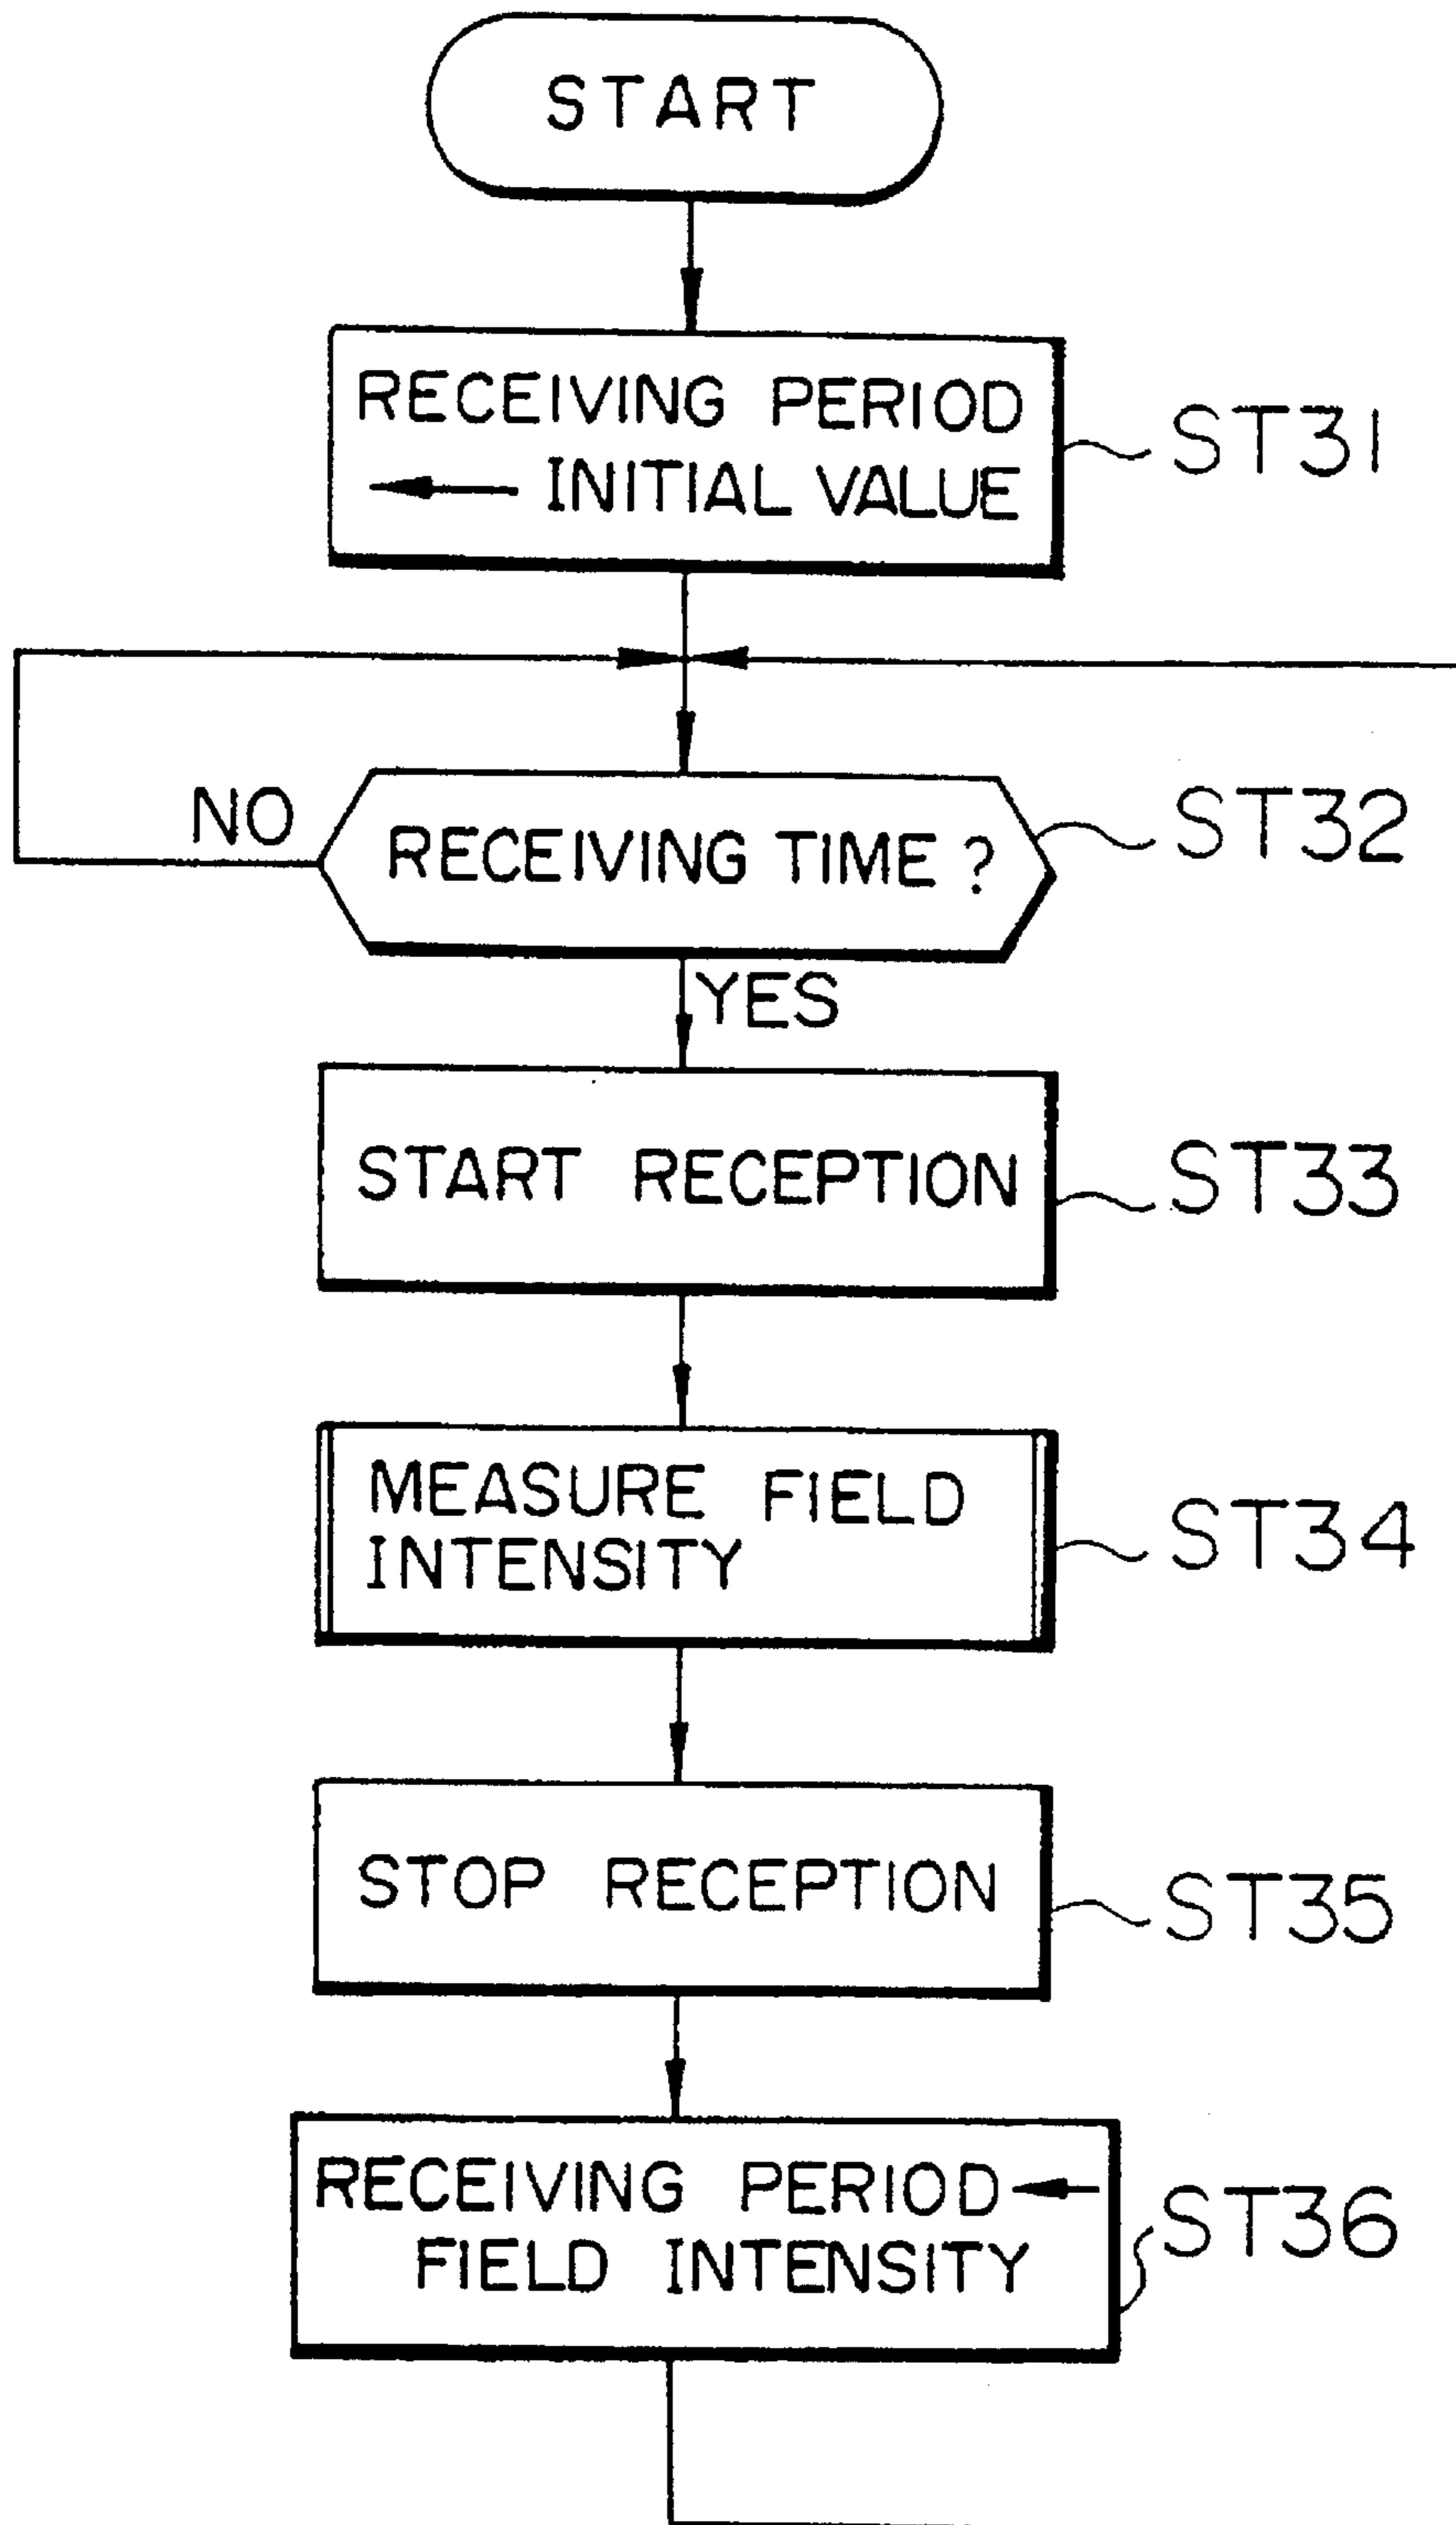 START
RECEIVING PERIOD
← INITIAL VALUE
ST31
NO
RECEIVING TIME ?
ST32
YES
START RECEPTION
ST33
MEASURE FIELD
INTENSITY
ST34
STOP RECEPTION
ST35
RECEIVING PERIOD ←
FIELD INTENSITY
ST36